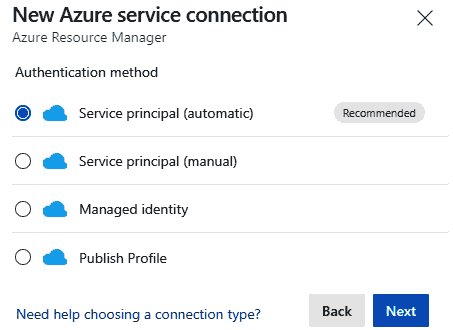 New Azure service connection
Azure Resource Manager
Authentication method
Service principal (automatic)
Recommended
Service principal (manual)
Managed identity
Publish Profile
Need help choosing a connection type?
Back
Next